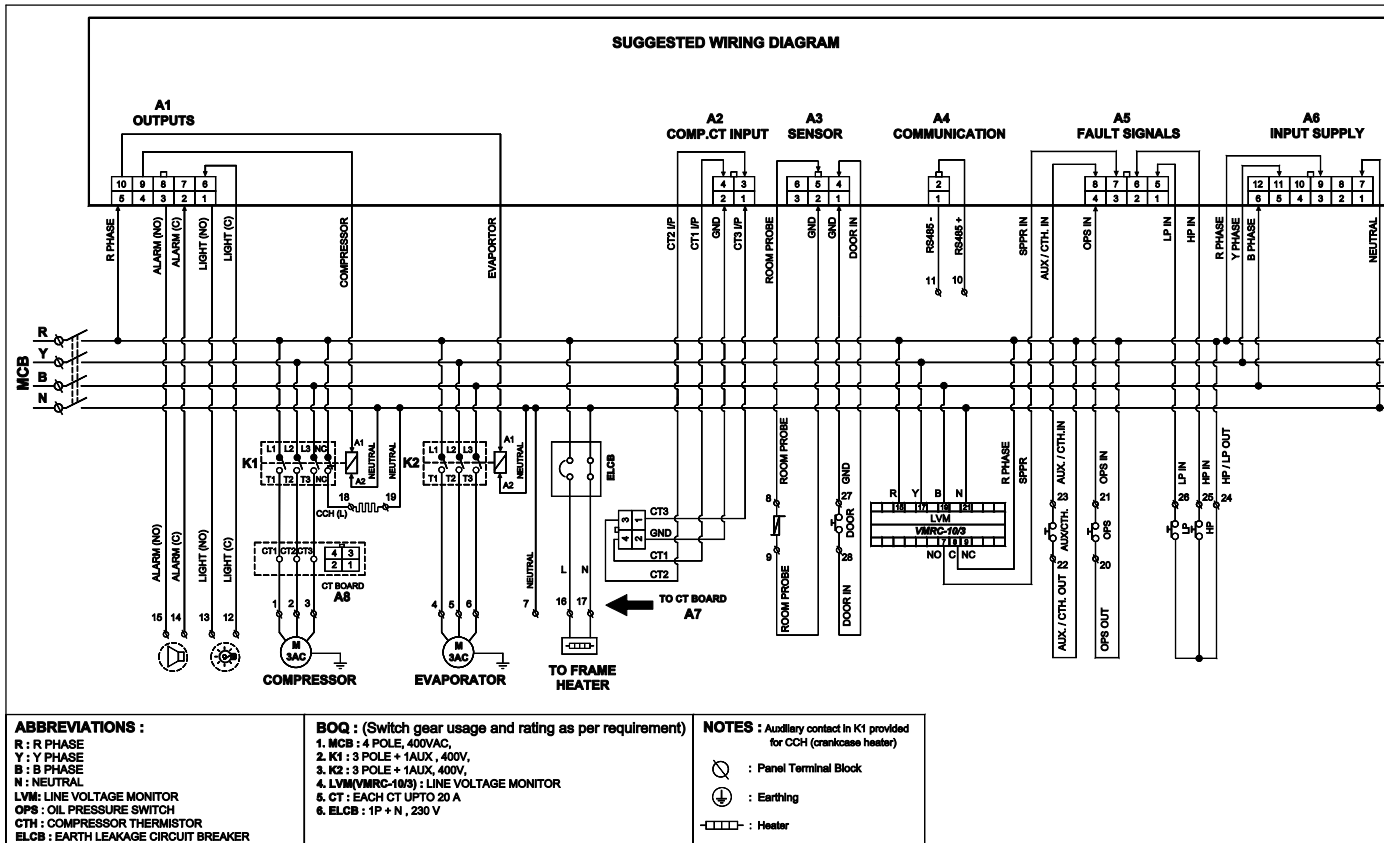 SUGGESTED WIRING DIAGRAM
A1
OUTPUTS
A2
COMP.CT INPUT
A3
SENSOR
A4
COMMUNICATION
A5
FAULT SIGNALS
A6
INPUT SUPPLY
10 9 8 7 6
5 4 3 2 1
4 3
2 1
6 5 4
3 2 1
2
1
8 7 6 5
4 3 2 1
12 11 10 9 8 7
6 5 4 3 2 1
R PHASE
ALARM (NO)
ALARM (C)
LIGHT (NO)
LIGHT (C)
COMPRESSOR
EVAPORTOR
CT2 I/P
CT1 I/P
GND
CT3 I/P
ROOM PROBE
GND
GND
DOOR IN
RS485 -
RS485 +
11 10
SPPR IN
AUX / CTH. IN
OPS IN
LP IN
HP IN
R PHASE
Y PHASE
B PHASE
NEUTRAL
MCB
R
Y
B
N
K1
L1 L2 L3 NC
T1 T2 T3 NC
A1
A2
NEUTRAL
NEUTRAL
18 19
CCH (L)
K2
L1 L2 L3
T1 T2 T3
A1
A2
NEUTRAL
ELCB
CT1 CT2 CT3
4 3
2 1
CT BOARD
A8
3 1
4 2
CT3
GND
CT1
CT2
TO CT BOARD
A7
ROOM PROBE
8
9
ROOM PROBE
GND
27
DOOR
28
DOOR IN
R Y B N
15 17 19 21
LVM
VMRC-10/3
7 8 9
NO C NC
R PHASE
SPPR
AUX. / CTH.IN
23
AUX/CTH.
22
AUX. / CTH. OUT
OPS IN
21
OPS
20
OPS OUT
LP IN
HP IN
HP / LP OUT
26 25 24
LP
HP
ALARM (NO)
ALARM (C)
LIGHT (NO)
LIGHT (C)
15 14 13 12
1 2 3
M
3AC
COMPRESSOR
4 5 6
M
3AC
EVAPORATOR
NEUTRAL
7
L N
16 17
TO FRAME
HEATER
ABBREVIATIONS :
R : R PHASE
Y : Y PHASE
B : B PHASE
N : NEUTRAL
LVM: LINE VOLTAGE MONITOR
OPS : OIL PRESSURE SWITCH
CTH : COMPRESSOR THERMISTOR
ELCB : EARTH LEAKAGE CIRCUIT BREAKER
BOQ : (Switch gear usage and rating as per requirement)
1. MCB : 4 POLE, 400VAC,
2. K1 : 3 POLE + 1AUX , 400V,
3. K2 : 3 POLE + 1AUX, 400V,
4. LVM(VMRC-10/3) : LINE VOLTAGE MONITOR
5. CT : EACH CT UPTO 20 A
6. ELCB : 1P + N , 230 V
NOTES : Auxiliary contact in K1 provided
for CCH (crankcase heater)
: Panel Terminal Block
: Earthing
: Heater